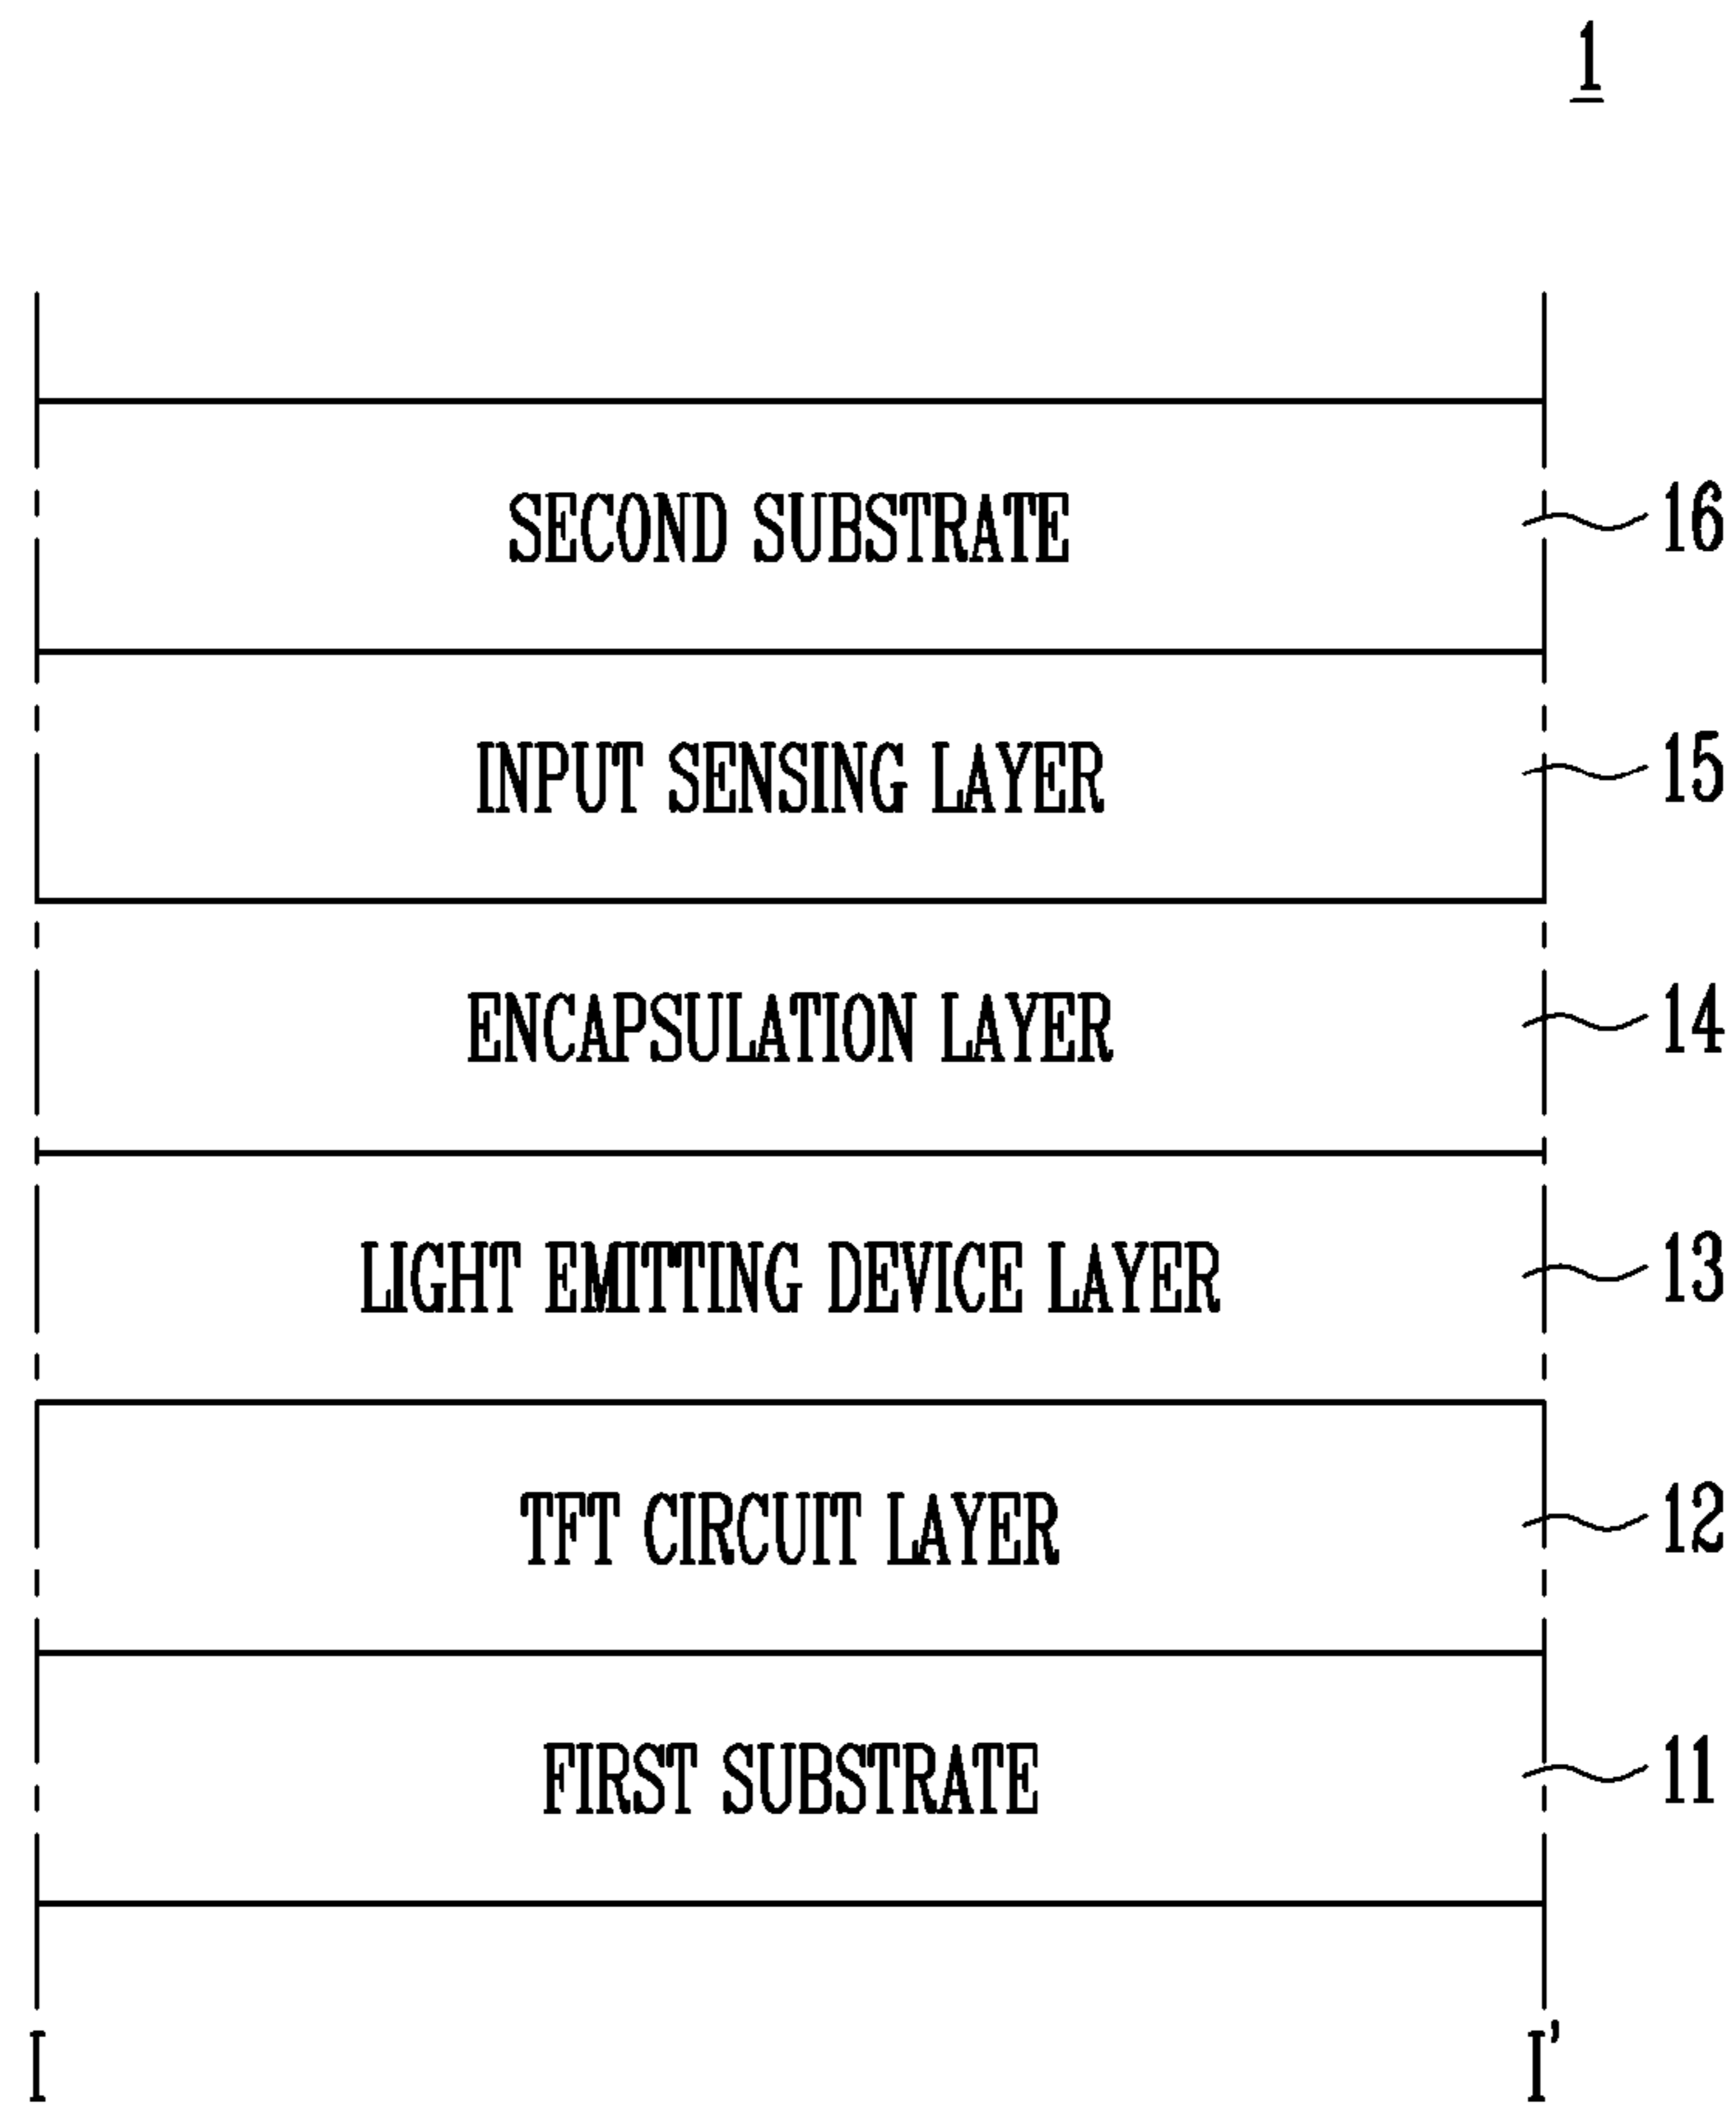 1
SECOND SUBSTRATE 16
INPUT SENSING LAYER 15
ENCAPSULATION LAYER 14
LIGHT EMITTING DEVICE LAYER 13
TFT CIRCUIT LAYER 12
FIRST SUBSTRATE 11
I I'